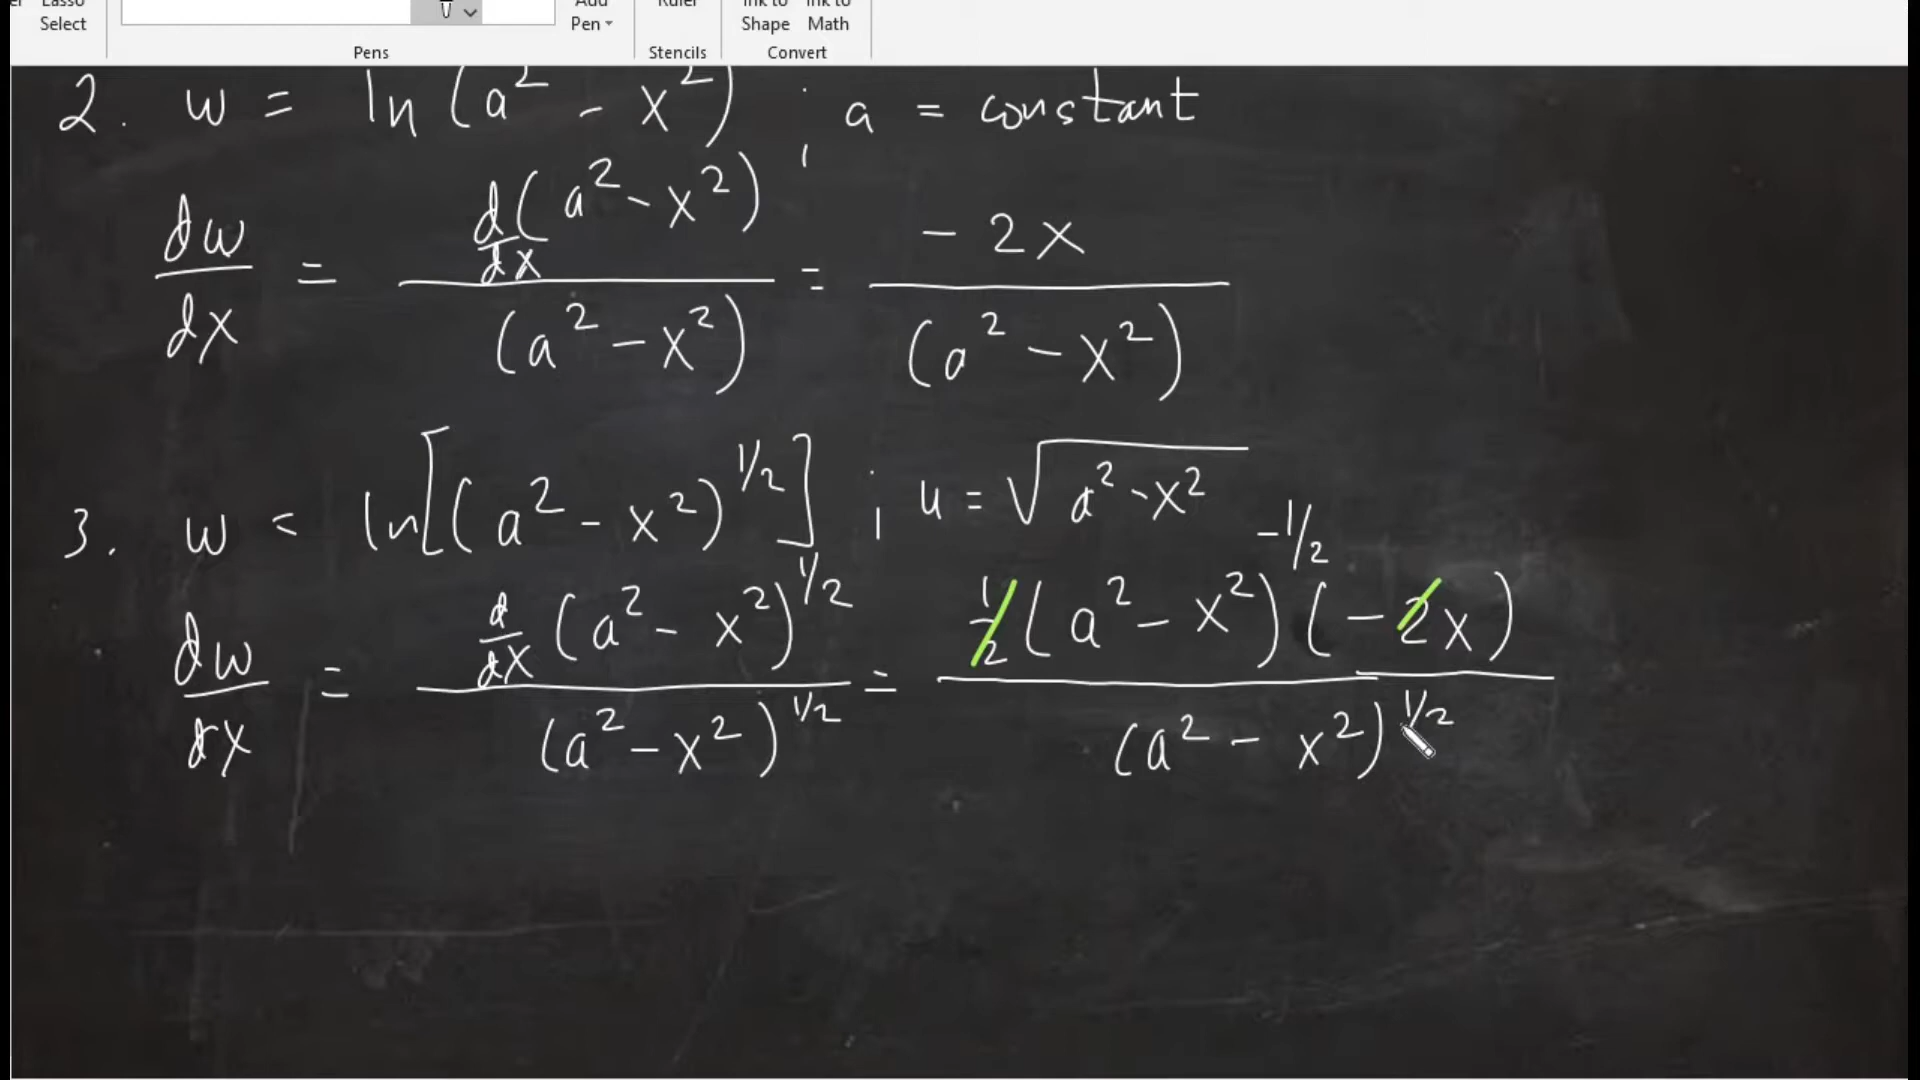 Select
Pen
Shape Math
Pens
Stencils
Convert
2. w = ln(a² - x²) ; a = constant
dw/dx = d/dx(a² - x²) / (a² - x²) = - 2x / (a² - x²)
3. w = ln[(a² - x²)^1/2] ; u = √a² - x²
dw/dx = d/dx (a² - x²)^1/2 / (a² - x²)^1/2 = 1/2 (a² - x²)^-1/2 (- 2x) / (a² - x²)^1/2